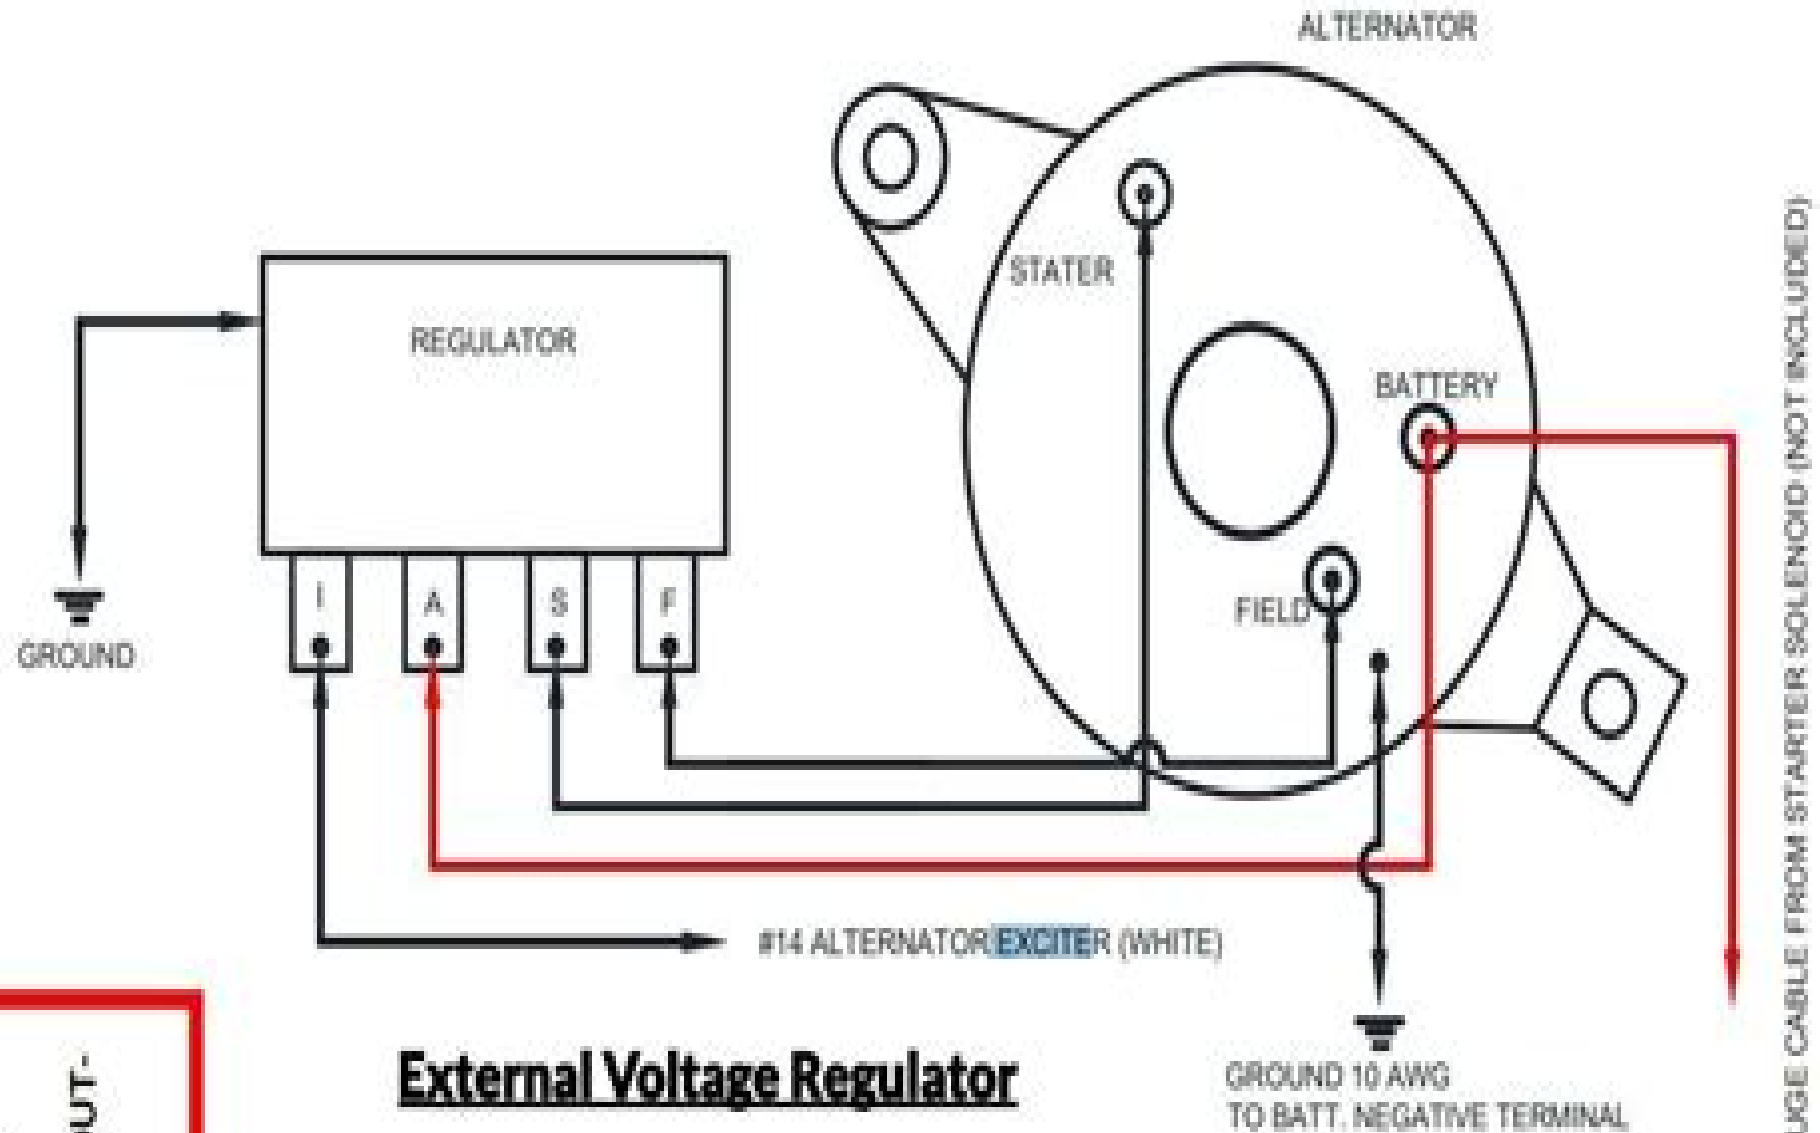 ALTERNATOR
STATER
REGULATOR
BATTERY
I A S F
FIELD
GROUND
#14 ALTERNATOR EXCITER (WHITE)
External Voltage Regulator
GROUND 10 AWG
TO BATT. NEGATIVE TERMINAL
CABLE FROM STARTER SOLENOID (NOT INCLUDED)